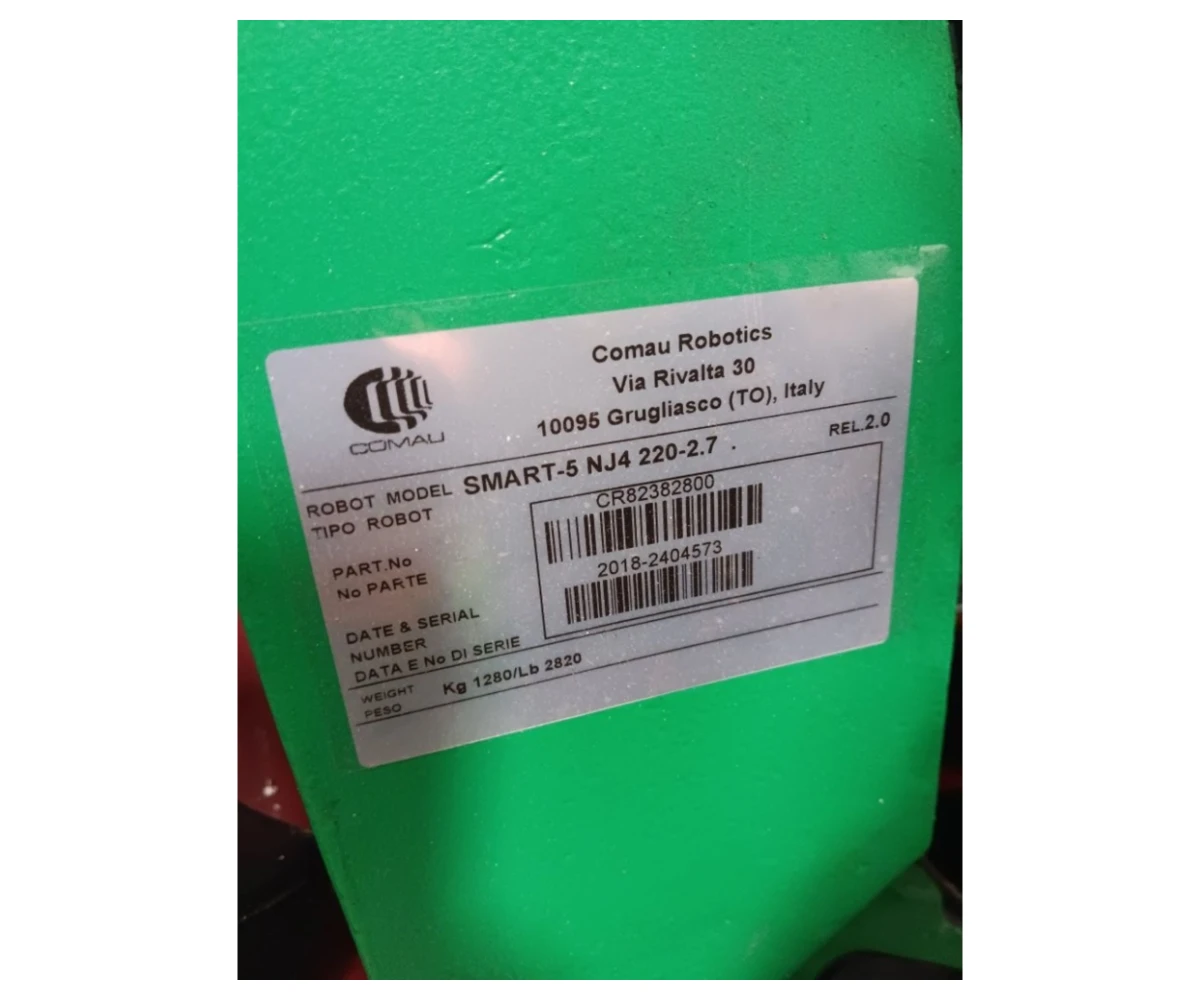 COMAU
Comau Robotics
Via Rivalta 30
10095 Grugliasco (TO), Italy
ROBOT MODEL SMART-5 NJ4 220-2.7 REL.2.0
TIPO ROBOT
CR82382800
PART.No
No PARTE
2018-2404573
DATE & SERIAL
NUMBER
DATA E No DI SERIE
WEIGHT Kg 1280/Lb 2820
PESO